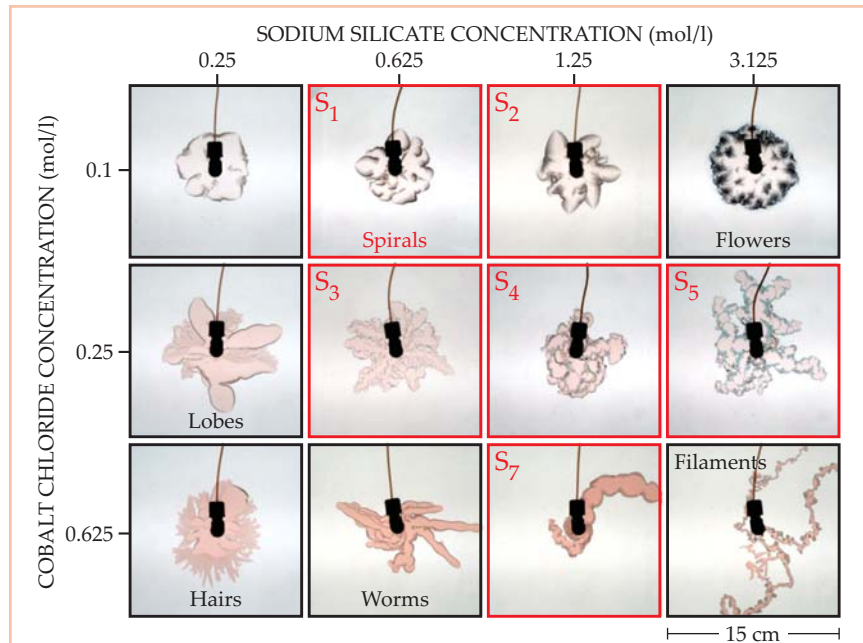 SODIUM SILICATE CONCENTRATION (mol/l)
0.25 0.625 1.25 3.125
COBALT CHLORIDE CONCENTRATION (mol/l)
0.1
S1 S2
Spirals Flowers
0.25
S3 S4 S5
Lobes
0.625
S7 Filaments
Hairs Worms
15 cm